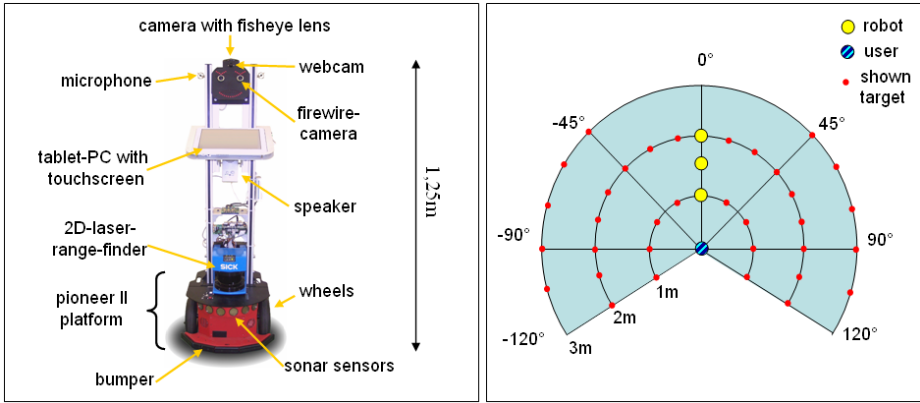 camera with fisheye lens
webcam
microphone
firewire-
camera
tablet-PC with
touchscreen
speaker
1,25m
2D-laser-
range-finder
SICK
pioneer II
platform
wheels
sonar sensors
bumper
robot
user
shown
target
0°
-45°
45°
-90°
90°
1m
2m
3m
-120°
120°